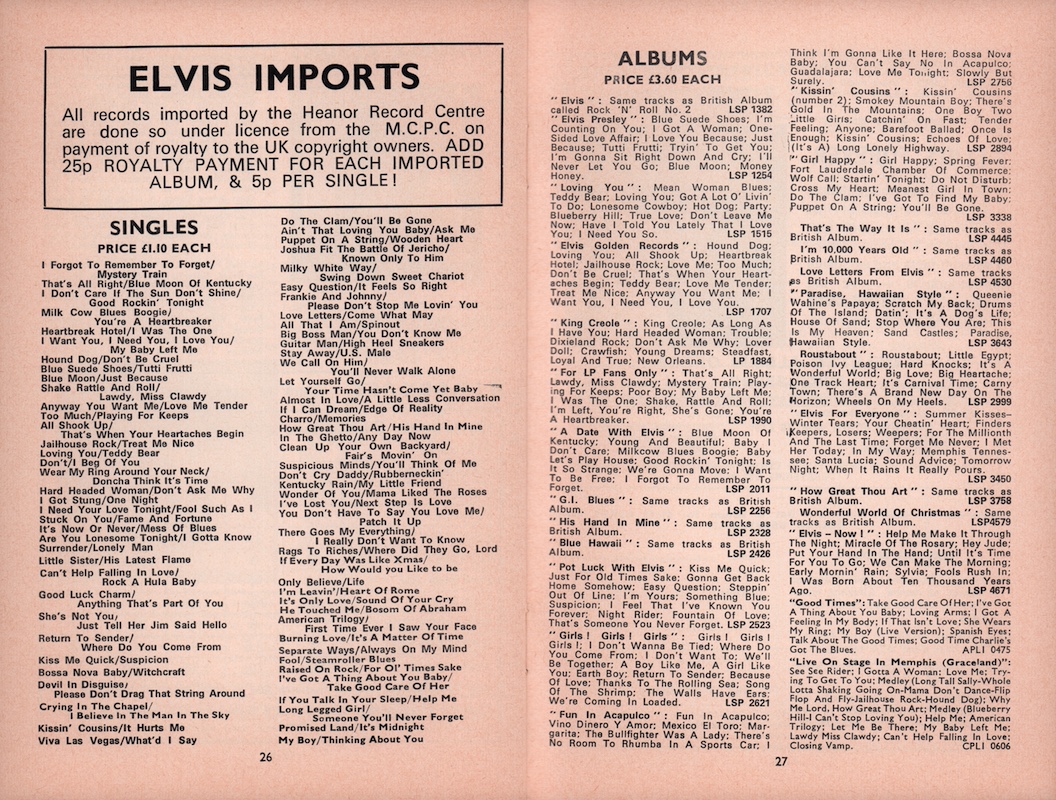 ELVIS IMPORTS
All records imported by the Heanor Record Centre
are done so under licence from the M.C.P.C. on
payment of royalty to the UK copyright owners. ADD
25p ROYALTY PAYMENT FOR EACH IMPORTED
ALBUM, & 5p PER SINGLE!
SINGLES
PRICE £1.10 EACH
I Forgot To Remember To Forget/
Mystery Train
That's All Right/Blue Moon Of Kentucky
I Don't Care If The Sun Don't Shine/
Good Rockin' Tonight
Milk Cow Blues Boogie/
You're A Heartbreaker
Heartbreak Hotel/I Was The One
I Want You, I Need You, I Love You/
My Baby Left Me
Hound Dog/Don't Be Cruel
Blue Suede Shoes/Tutti Frutti
Blue Moon/Just Because
Shake Rattle And Roll/
Lawdy, Miss Clawdy
Anyway You Want Me/Love Me Tender
Too Much/Playing For Keeps
All Shook Up/
That's When Your Heartaches Begin
Jailhouse Rock/Treat Me Nice
Loving You/Teddy Bear
Don't/I Beg Of You
Wear My Ring Around Your Neck/
Doncha Think It's Time
Hard Headed Woman/Don't Ask Me Why
I Got Stung/One Night
I Need Your Love Tonight/Fool Such As I
Stuck On You/Fame And Fortune
It's Now Or Never/Mess Of Blues
Are You Lonesome Tonight/I Gotta Know
Surrender/Lonely Man
Little Sister/His Latest Flame
Can't Help Falling In Love/
Rock A Hula Baby
Good Luck Charm/
Anything That's Part Of You
She's Not You/
Just Tell Her Jim Said Hello
Return To Sender/
Where Do You Come From
Kiss Me Quick/Suspicion
Bossa Nova Baby/Witchcraft
Devil In Disguise/
Please Don't Drag That String Around
Crying In The Chapel/
I Believe In The Man In The Sky
Kissin' Cousins/It Hurts Me
Viva Las Vegas/What'd I Say
Do The Clam/You'll Be Gone
Ain't That Loving You Baby/Ask Me
Puppet On A String/Wooden Heart
Joshua Fit The Battle Of Jericho/
Known Only To Him
Milky White Way/
Swing Down Sweet Chariot
Easy Question/It Feels So Right
Frankie And Johnny/
Please Don't Stop Me Lovin' You
Love Letters/Come What May
All That I Am/Spinout
Big Boss Man/You Don't Know Me
Guitar Man/High Heel Sneakers
Stay Away/U.S. Male
We Call On Him/
You'll Never Walk Alone
Let Yourself Go/
Your Time Hasn't Come Yet Baby
Almost In Love/A Little Less Conversation
If I Can Dream/Edge Of Reality
Charro/Memories
How Great Thou Art/His Hand In Mine
In The Ghetto/Any Day Now
Clean Up Your Own Backyard/
Fair's Movin' On
Suspicious Minds/You'll Think Of Me
Don't Cry Daddy/Rubberneckin'
Kentucky Rain/My Little Friend
Wonder Of You/Mama Liked The Roses
I've Lost You/Next Step Is Love
You Don't Have To Say You Love Me/
Patch It Up
There Goes My Everything/
I Really Don't Want To Know
Rags To Riches/Where Did They Go, Lord
If Every Day Was Like Xmas/
How Would you Like to be
Only Believe/Life
I'm Leavin'/Heart Of Rome
It's Only Love/Sound Of Your Cry
He Touched Me/Bosom Of Abraham
American Trilogy/
First Time Ever I Saw Your Face
Burning Love/It's A Matter Of Time
Separate Ways/Always On My Mind
Fool/Steamroller Blues
Raised On Rock/For Ol' Times Sake
I've Got A Thing About You Baby/
Take Good Care Of Her
If You Talk In Your Sleep/Help Me
Long Legged Girl/
Someone You'll Never Forget
Promised Land/It's Midnight
My Boy/Thinking About You
26
ALBUMS
PRICE £3.60 EACH
"Elvis": Same tracks as British Album
called Rock 'N' Roll No. 2 LSP 1382
"Elvis Presley": Blue Suede Shoes; I'm
Counting On You; I Got A Woman; One-
Sided Love Affair; I Love You Because; Just
Because; Tutti Frutti; Tryin' To Get You;
I'm Gonna Sit Right Down And Cry; I'll
Never Let You Go; Blue Moon; Money
Honey. LSP 1254
"Loving You": Mean Woman Blues;
Teddy Bear; Loving You; Got A Lot O' Livin'
To Do; Lonesome Cowboy; Hot Dog; Party;
Blueberry Hill; True Love; Don't Leave Me
Now; Have I Told You Lately That I Love
You; I Need You So. LSP 1515
"Elvis Golden Records": Hound Dog;
Loving You; All Shook Up; Heartbreak
Hotel; Jailhouse Rock; Love Me; Too Much;
Don't Be Cruel; That's When Your Heart-
aches Begin; Teddy Bear; Love Me Tender;
Treat Me Nice; Anyway You Want Me; I
Want You, I Need You, I Love You.
LSP 1707
"King Creole": King Creole; As Long As
I Have You; Hard Headed Woman; Trouble;
Dixieland Rock; Don't Ask Me Why; Lover
Doll; Crawfish; Young Dreams; Steadfast,
Loyal And True; New Orleans. LP 1884
"For LP Fans Only": That's All Right;
Lawdy, Miss Clawdy; Mystery Train; Play-
ing For Keeps; Poor Boy; My Baby Left Me;
I Was The One; Shake, Rattle And Roll;
I'm Left, You're Right, She's Gone; You're
A Heartbreaker. LSP 1990
"A Date With Elvis": Blue Moon Of
Kentucky; Young And Beautiful; Baby I
Don't Care; Milkcow Blues Boogie; Baby
Let's Play House; Good Rockin' Tonight; Is
It So Strange; We're Gonna Move; I Want
To Be Free; I Forgot To Remember To
Forget. LSP 2011
"G.I. Blues": Same tracks as British
Album. LSP 2256
"His Hand In Mine": Same tracks as
British Album. LSP 2328
"Blue Hawaii": Same tracks as British
Album. LSP 2426
"Pot Luck With Elvis": Kiss Me Quick;
Just For Old Times Sake; Gonna Get Back
Home Somehow; Easy Question; Steppin'
Out Of Line; I'm Yours; Something Blue;
Suspicion; I Feel That I've Known You
Forever; Night Rider; Fountain Of Love;
That's Someone You Never Forget. LSP 2523
"Girls! Girls! Girls": Girls! Girls!
Girls!; I Don't Wanna Be Tied; Where Do
You Come From; I Don't Want To; We'll
Be Together; A Boy Like Me, A Girl Like
You; Earth Boy; Return To Sender; Because
Of Love; Thanks To The Rolling Sea; Song
Of The Shrimp; The Walls Have Ears;
We're Coming In Loaded. LSP 2621
"Fun In Acapulco": Fun In Acapulco;
Vino Dinero Y Amor; Mexico El Toro; Mar-
garita; The Bullfighter Was A Lady; There's
No Room To Rhumba In A Sports Car; I
Think I'm Gonna Like It Here; Bossa Nova
Baby; You Can't Say No In Acapulco;
Guadalajara; Love Me Tonight; Slowly But
Surely. LSP 2756
"Kissin' Cousins": Kissin' Cousins
(number 2); Smokey Mountain Boy; There's
Gold In The Mountains; One Boy Two
Little Girls; Catchin' On Fast; Tender
Feeling; Anyone; Barefoot Ballad; Once Is
Enough; Kissin' Cousins; Echoes Of Love;
(It's A) Long Lonely Highway. LSP 2894
"Girl Happy": Girl Happy; Spring Fever;
Fort Lauderdale Chamber Of Commerce;
Wolf Call; Startin' Tonight; Do Not Disturb;
Cross My Heart; Meanest Girl In Town;
Do The Clam; I've Got To Find My Baby;
Puppet On A String; You'll Be Gone.
LSP 3338
That's The Way It Is": Same tracks as
British Album. LSP 4445
I'm 10,000 Years Old": Same tracks as
British Album. LSP 4460
Love Letters From Elvis": Same tracks
as British Album. LSP 4530
"Paradise, Hawaiian Style": Queenie
Wahine's Papaya; Scratch My Back; Drums
Of The Island; Datin'; It's A Dog's Life;
House Of Sand; Stop Where You Are; This
Is My Heaven; Sand Castles; Paradise,
Hawaiian Style. LSP 3643
Roustabout": Roustabout; Little Egypt;
Poison Ivy League; Hard Knocks; It's A
Wonderful World; Big Love; Big Heartache;
One Track Heart; It's Carnival Time; Carny
Town; There's A Brand New Day On The
Horizon; Wheels On My Heels. LSP 2999
"Elvis For Everyone": Summer Kisses–
Winter Tears; Your Cheatin' Heart; Finders
Keepers, Losers; Weepers; For The Millionth
And The Last Time; Forget Me Never; I Met
Her Today; In My Way; Memphis Tennes-
see; Santa Lucia; Sound Advice; Tomorrow
Night; When It Rains It Really Pours.
LSP 3450
"How Great Thou Art": Same tracks as
British Album. LSP 3758
Wonderful World Of Christmas": Same
tracks as British Album. LSP4579
"Elvis – Now!": Help Me Make It Through
The Night; Miracle Of The Rosary; Hey Jude;
Put Your Hand In The Hand; Until It's Time
For You To Go; We Can Make The Morning;
Early Mornin' Rain; Sylvia; Fools Rush In;
I Was Born About Ten Thousand Years
Ago. LSP 4671
"Good Times": Take Good Care Of Her; I've Got
A Thing About You Baby; Loving Arms; I Got A
Feeling In My Body; If That Isn't Love; She Wears
My Ring; My Boy (Live Version); Spanish Eyes;
Talk About The Good Times; Good Time Charlie's
Got The Blues. APLI 0475
"Live On Stage In Memphis (Graceland)":
See See Rider; I Gotta A Woman; Love Me; Try-
ing To Get To You; Medley (Long Tall Sally-Whole
Lotta Shaking Going On-Mama Don't Dance-Flip
Flop And Fly-Jailhouse Rock-Hound Dog); Why
Me Lord, How Great Thou Art; Medley (Blueberry
Hill-I Can't Stop Loving You); Help Me; American
Trilogy; Let Me Be There; My Baby Left Me;
Lawdy Miss Clawdy; Can't Help Falling In Love;
Closing Vamp. CPLI 0606
27